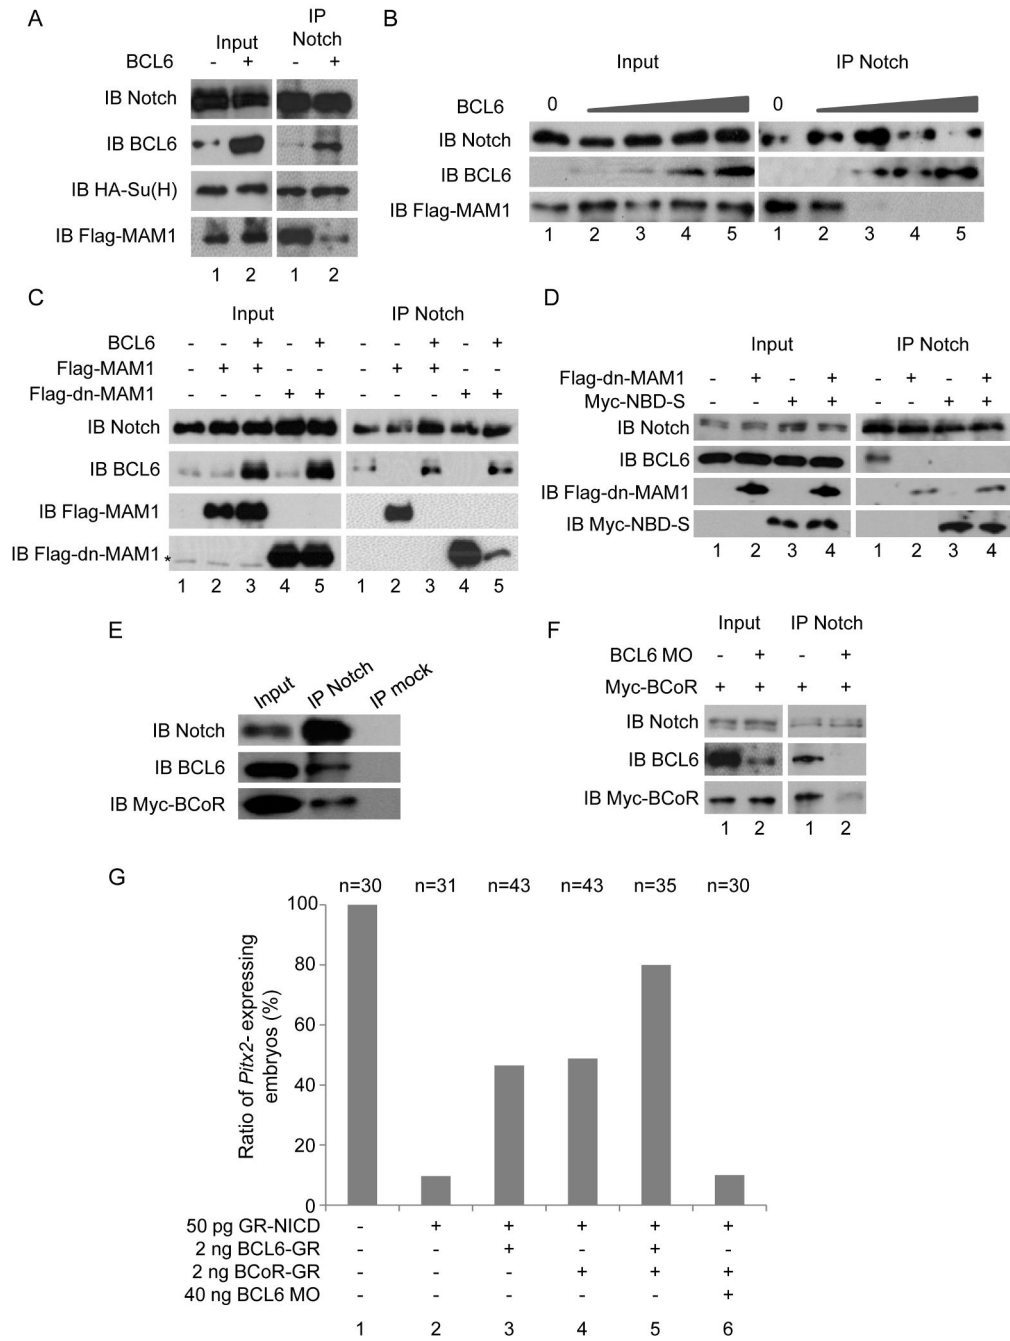 A
Input
IP
Notch
BCL6 - + - +
IB Notch
IB BCL6
IB HA-Su(H)
IB Flag-MAM1
1 2 1 2
B
Input IP Notch
BCL6 0 0
IB Notch
IB BCL6
IB Flag-MAM1
1 2 3 4 5 1 2 3 4 5
C
Input IP Notch
BCL6 - - + - + - - + - +
Flag-MAM1 - + + - - - + + - -
Flag-dn-MAM1 - - - + + - - - + +
IB Notch
IB BCL6
IB Flag-MAM1
IB Flag-dn-MAM1 *
1 2 3 4 5 1 2 3 4 5
D
Input IP Notch
Flag-dn-MAM1 - + - + - + - +
Myc-NBD-S - - + + - - + +
IB Notch
IB BCL6
IB Flag-dn-MAM1
IB Myc-NBD-S
1 2 3 4 1 2 3 4
E
Input IP Notch IP mock
IB Notch
IB BCL6
IB Myc-BCoR
F
Input IP Notch
BCL6 MO - + - +
Myc-BCoR + + + +
IB Notch
IB BCL6
IB Myc-BCoR
1 2 1 2
G
n=30 n=31 n=43 n=43 n=35 n=30
Ratio of Pitx2- expressing
embryos (%)
100
80
60
40
20
0
50 pg GR-NICD - + + + + +
2 ng BCL6-GR - - + - + -
2 ng BCoR-GR - - - + + +
40 ng BCL6 MO - - - - - +
1 2 3 4 5 6